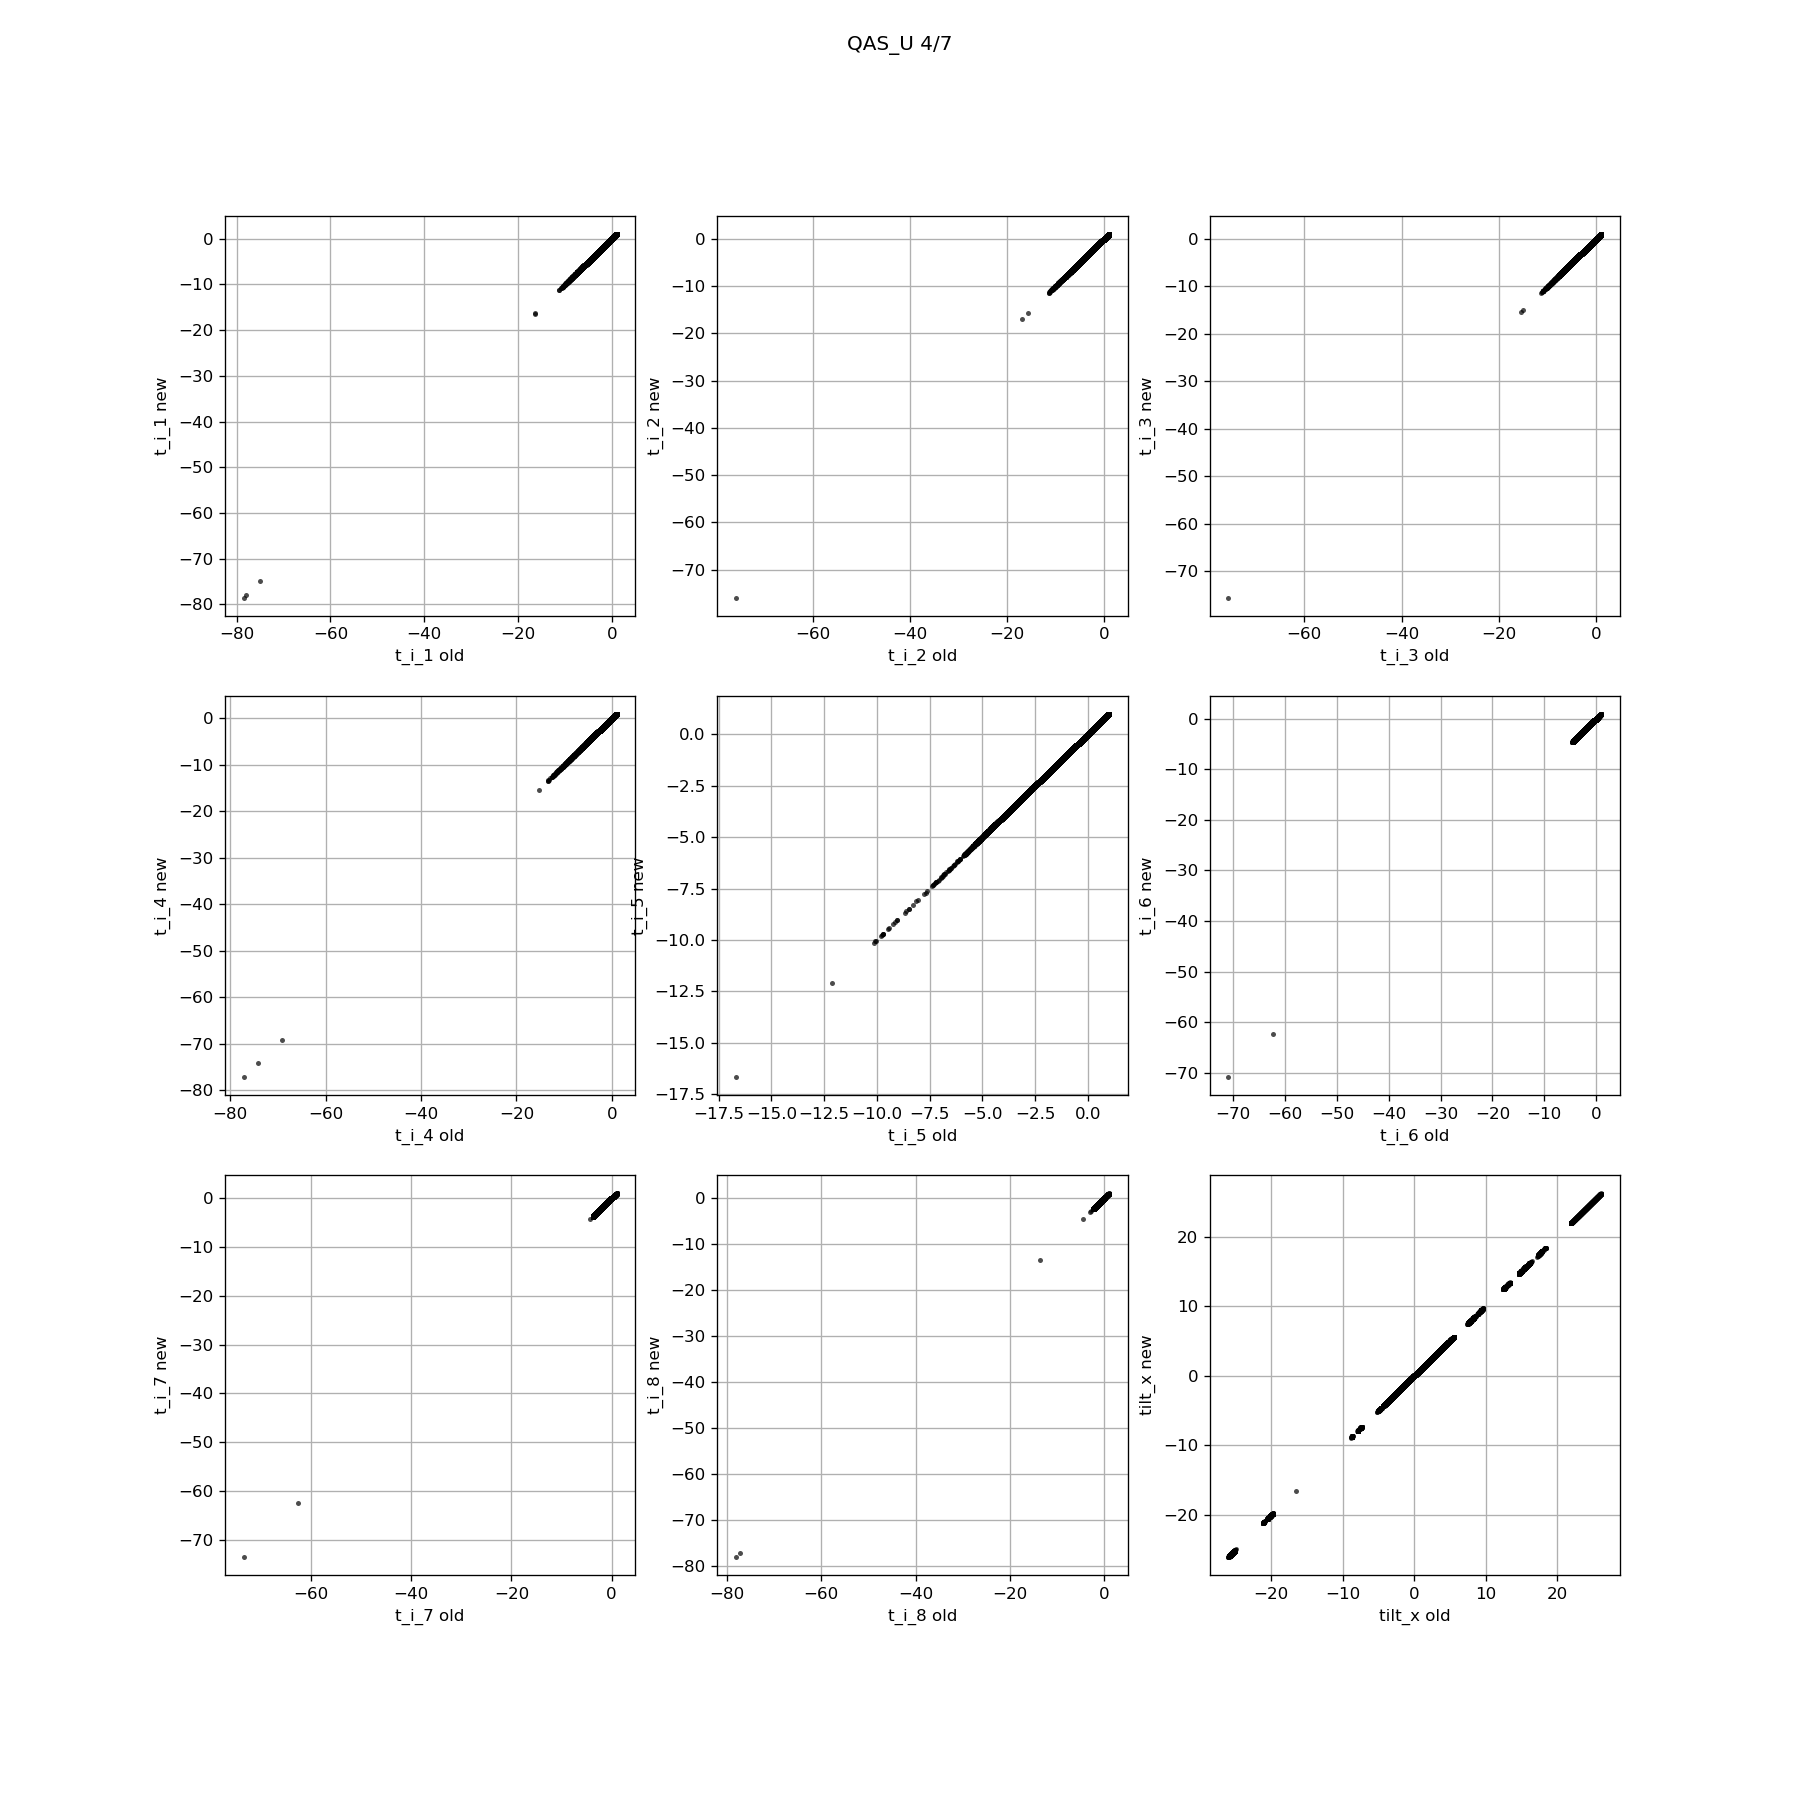 QAS_U 4/7
0
−10
−20
−30
−40
−50
−60
−70
−80
t_i_1 new
−80 −60 −40 −20 0
t_i_1 old
0
−10
−20
−30
−40
−50
−60
−70
t_i_2 new
−60 −40 −20 0
t_i_2 old
0
−10
−20
−30
−40
−50
−60
−70
t_i_3 new
−60 −40 −20 0
t_i_3 old
0
−10
−20
−30
−40
−50
−60
−70
−80
t_i_4 new
−80 −60 −40 −20 0
t_i_4 old
0.0
−2.5
−5.0
−7.5
−10.0
−12.5
−15.0
−17.5
t_i_5 new
−17.5 −15.0 −12.5 −10.0 −7.5 −5.0 −2.5 0.0
t_i_5 old
0
−10
−20
−30
−40
−50
−60
−70
t_i_6 new
−70 −60 −50 −40 −30 −20 −10 0
t_i_6 old
0
−10
−20
−30
−40
−50
−60
−70
t_i_7 new
−60 −40 −20 0
t_i_7 old
0
−10
−20
−30
−40
−50
−60
−70
−80
t_i_8 new
−80 −60 −40 −20 0
t_i_8 old
20
10
0
−10
−20
tilt_x new
−20 −10 0 10 20
tilt_x old